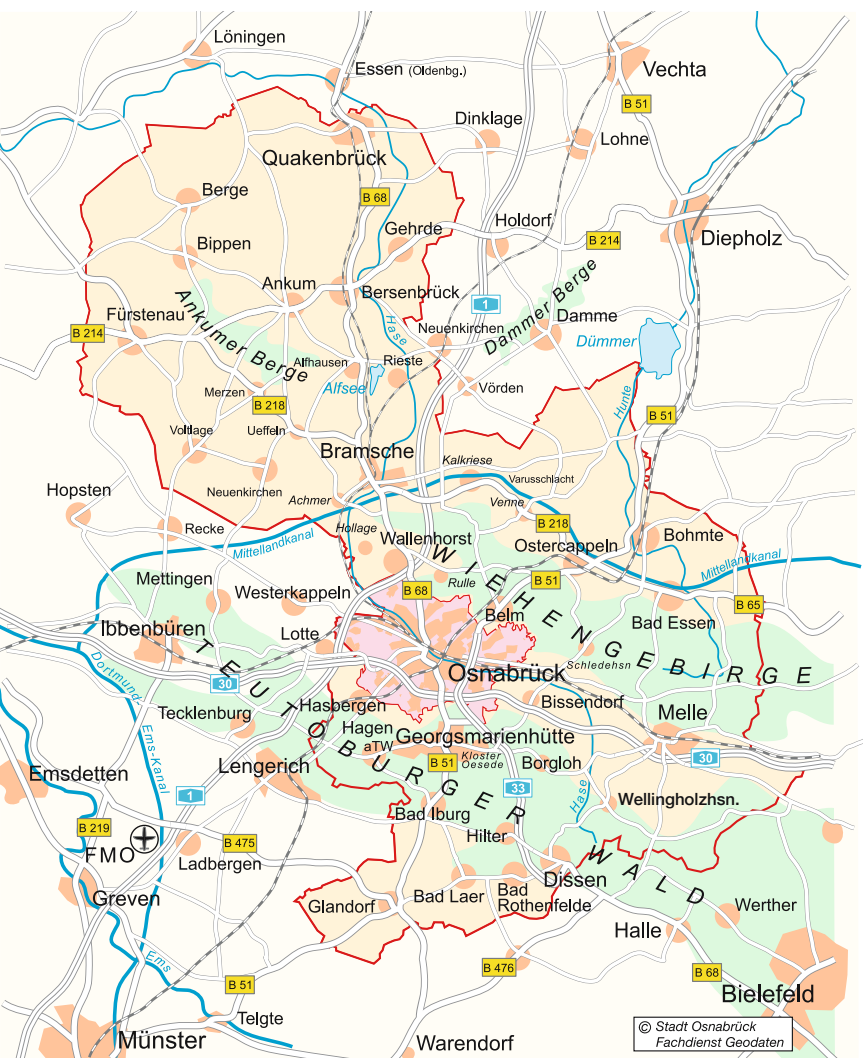 Löningen
Essen (Oldenbg.)
Vechta
B 51
Dinklage
Lohne
Quakenbrück
Berge
B 68
Gehrde
Holdorf
B 214
Diepholz
Bippen
Ankum
Bersenbrück
Ankumer Berge
Dammer Berge
1
Fürstenau
Hase
Neuenkirchen
Damme
B 214
Dümmer
Alfhausen
Rieste
Alfsee
Merzen
Vörden
B 218
Hunte
B 51
Voltlage
Ueffeln
Bramsche
Kalkriese
Neuenkirchen
Varusschlacht
Hopsten
Achmer
Venne
Recke
Hollage
Wallenhorst
B 218
Bohmte
Mittellandkanal
Ostercappeln
Mittellandkanal
Mettingen
Rulle
B 51
Westerkappeln
B 68
B 65
WIEHENGEBIRGE
Belm
Bad Essen
Ibbenbüren
Lotte
TEUTOBURGER WALD
Osnabrück
Schledehsn
Dortmund-
Ems-Kanal
30
Hasbergen
Bissendorf
Tecklenburg
Melle
Hagen
aTW
Georgsmarienhütte
Kloster
Oesede
B 51
Borgloh
30
Emsdetten
Lengerich
33
1
Hase
Wellingholzhsn.
Bad Iburg
B 219
FMO
B 475
Hilter
Ladbergen
Dissen
Greven
Glandorf
Bad Laer
Bad
Rothenfelde
Werther
Halle
Ems
B 476
B 68
B 51
Bielefeld
Telgte
Münster
Warendorf
© Stadt Osnabrück
Fachdienst Geodaten